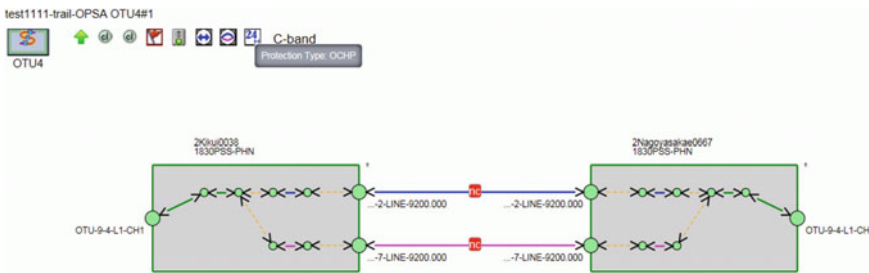 test1111-trail-OPSA OTU4#1
OTU4
C-band
Protection Type: OCHP
2Kikui0038
1830PSS-PHN
2Nagoyasakae0667
1830PSS-PHN
nc
...-2-LINE-9200.000
...-2-LINE-9200.000
OTU-9-4-L1-CH1
OTU-9-4-L1-CH
nc
...-7-LINE-9200.000
...-7-LINE-9200.000